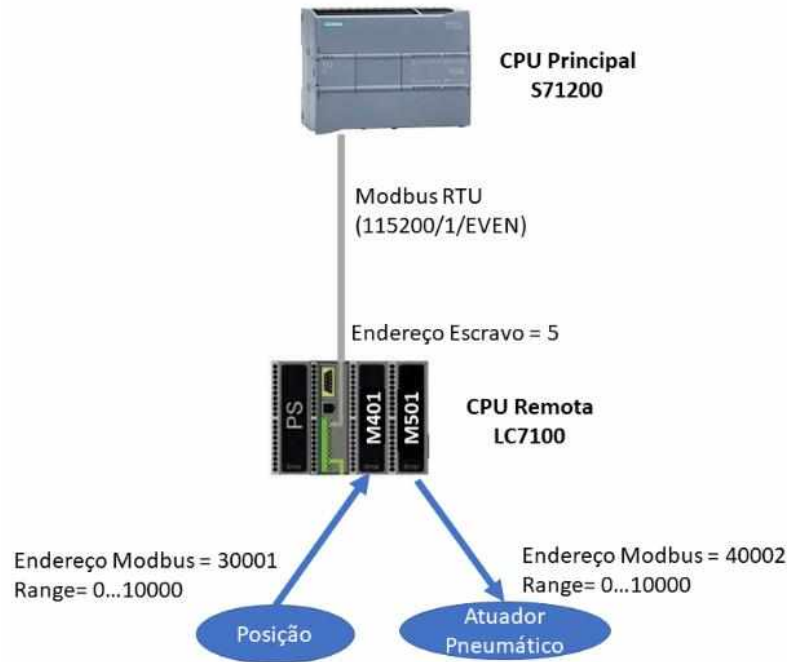 SIEMENS
CPU Principal
S71200
Modbus RTU
(115200/1/EVEN)
Endereço Escravo = 5
PS
M401
M501
CPU Remota
LC7100
Endereço Modbus = 30001
Range= 0...10000
Endereço Modbus = 40002
Range= 0...10000
Posição
Atuador
Pneumático